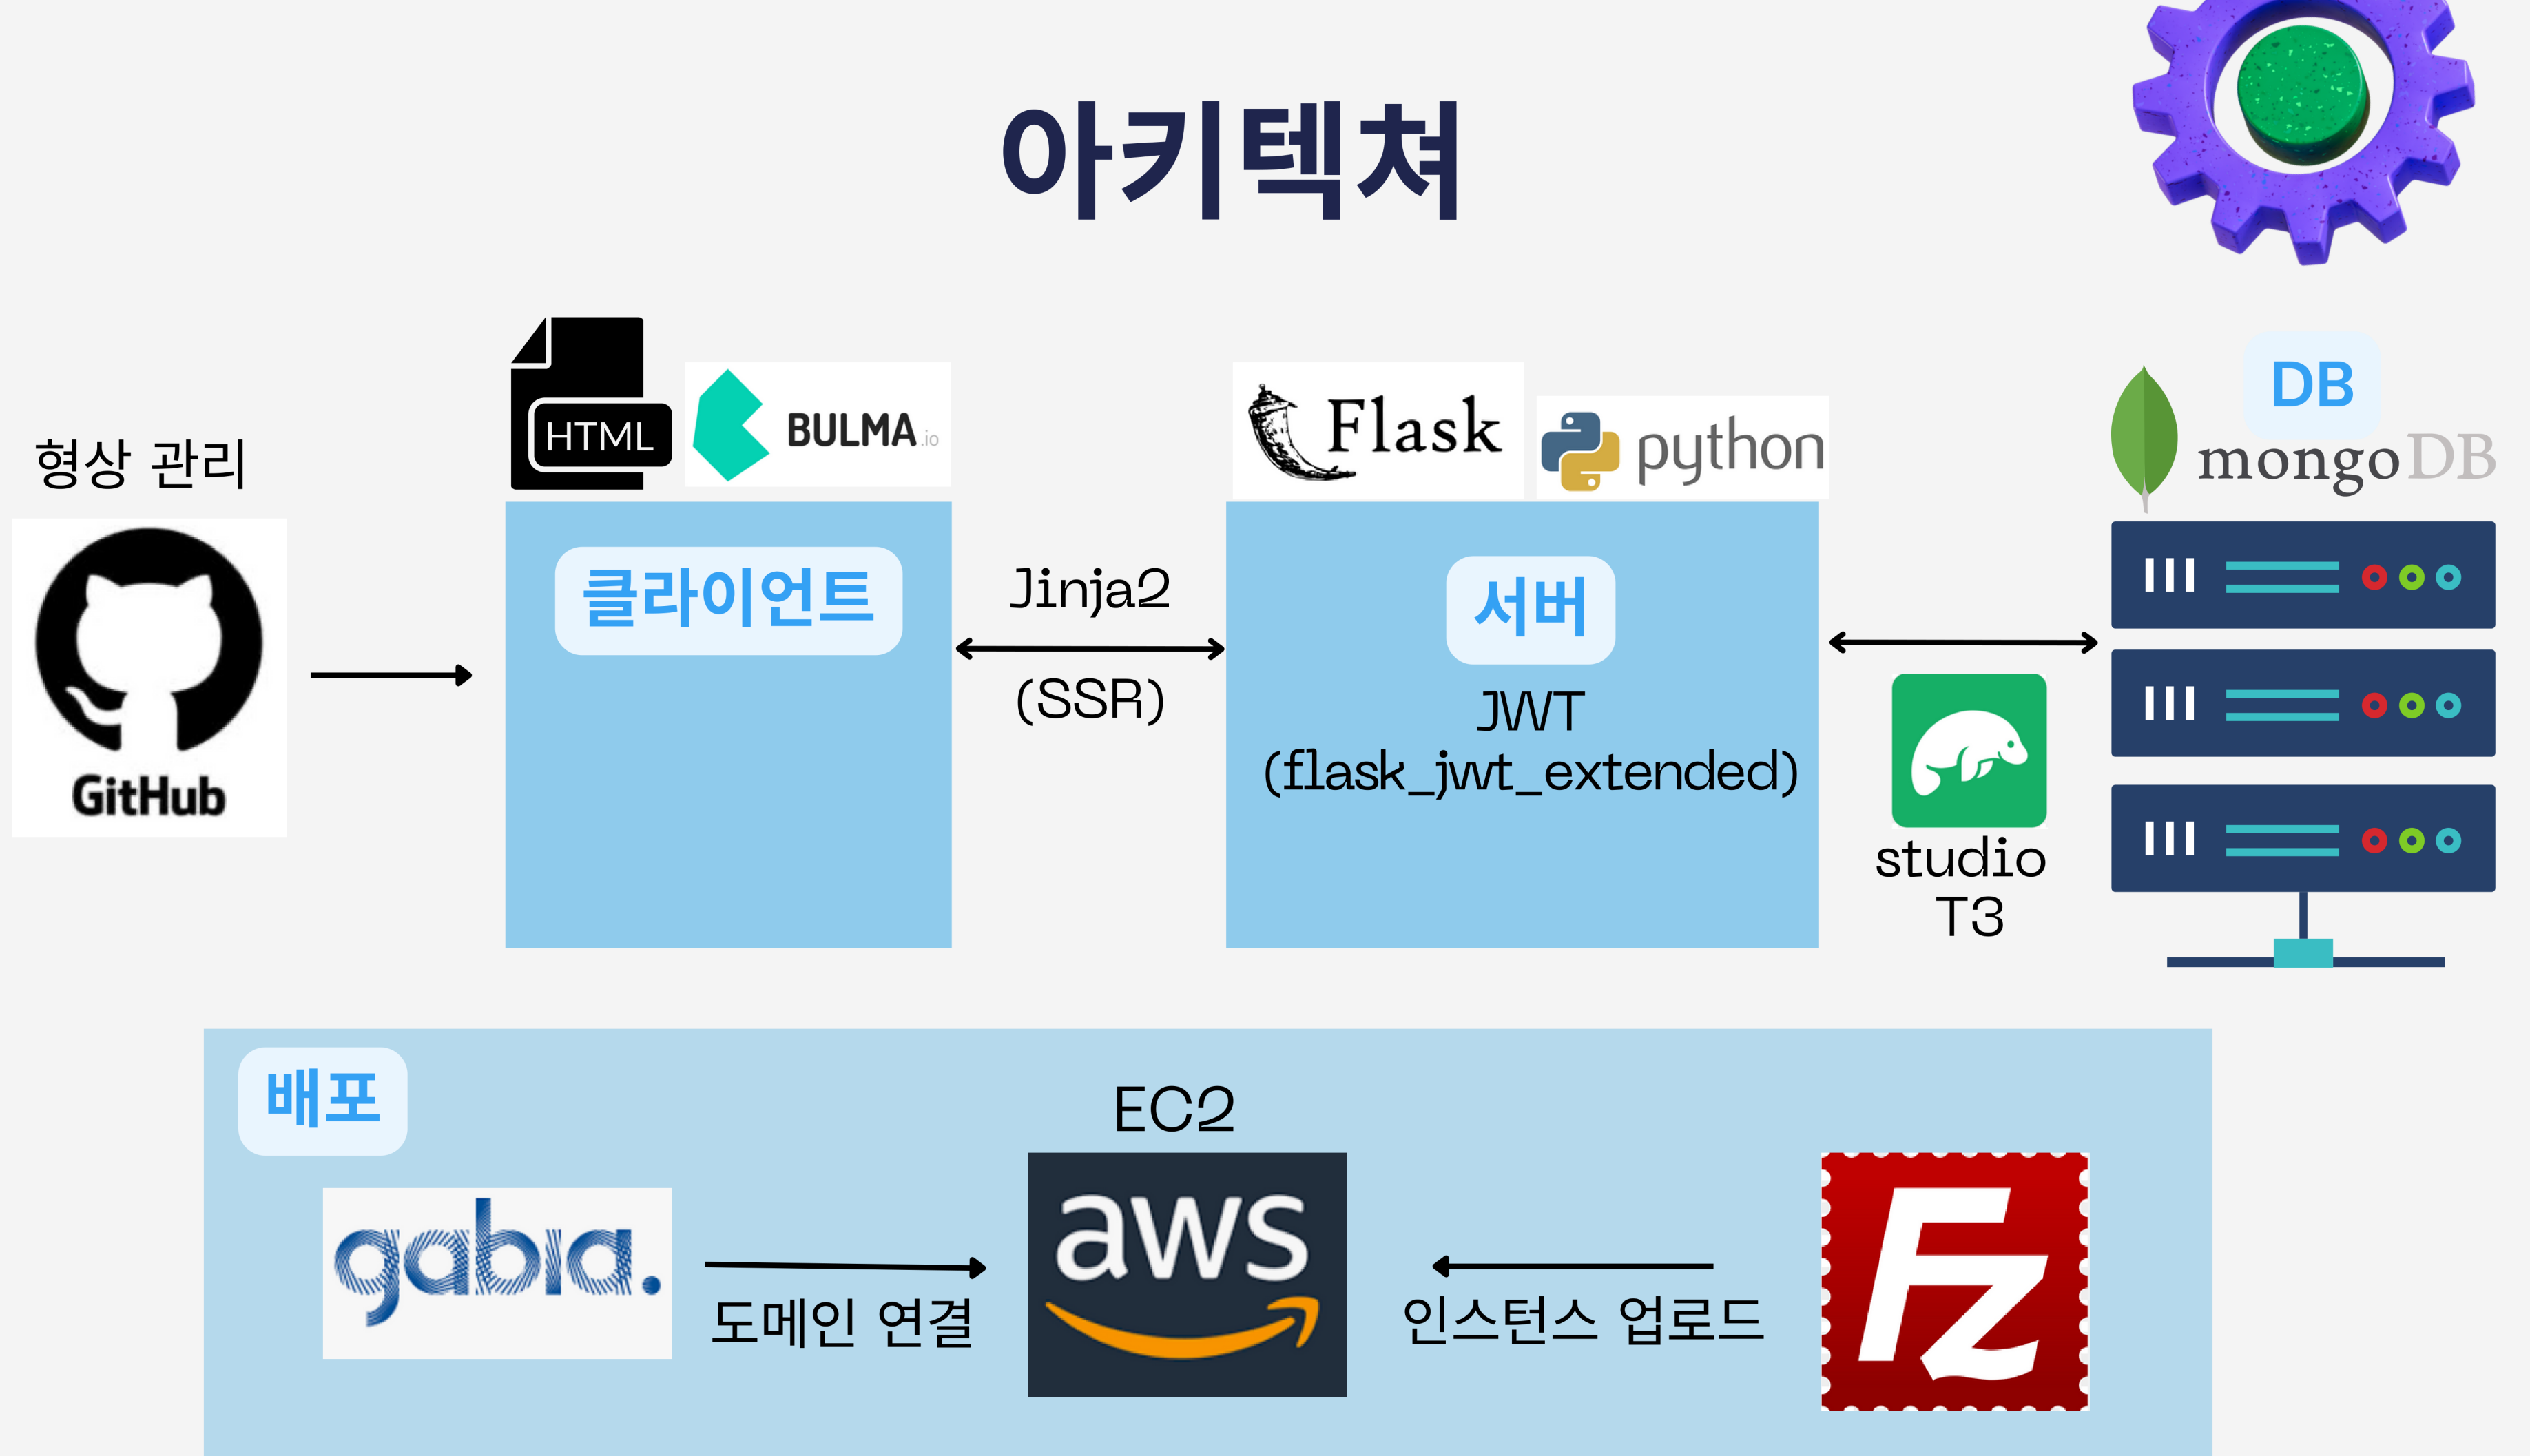 아키텍쳐
형상 관리
GitHub
HTML
BULMA.io
클라이언트
Jinja2
(SSR)
Flask
python
서버
JWT
(flask_jwt_extended)
studio
T3
DB
mongoDB
배포
gabia.
도메인 연결
EC2
aws
인스턴스 업로드
Fz